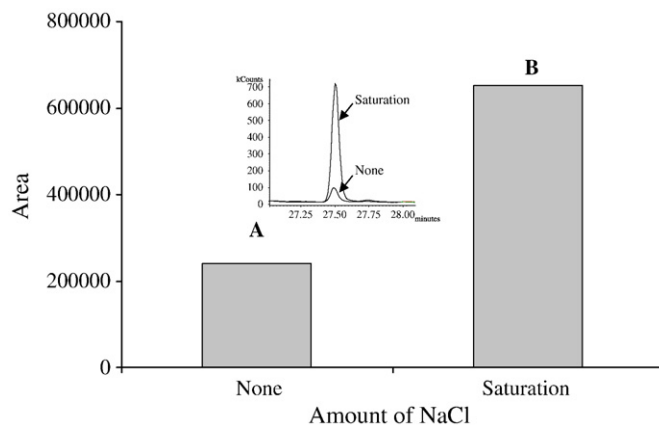 800000
B
kCounts
700
Saturation
600
600000
500
400
None
300
200
400000
100
0
27.25 27.50 27.75 28.00 minutes
Area
A
200000
0
None Saturation
Amount of NaCl